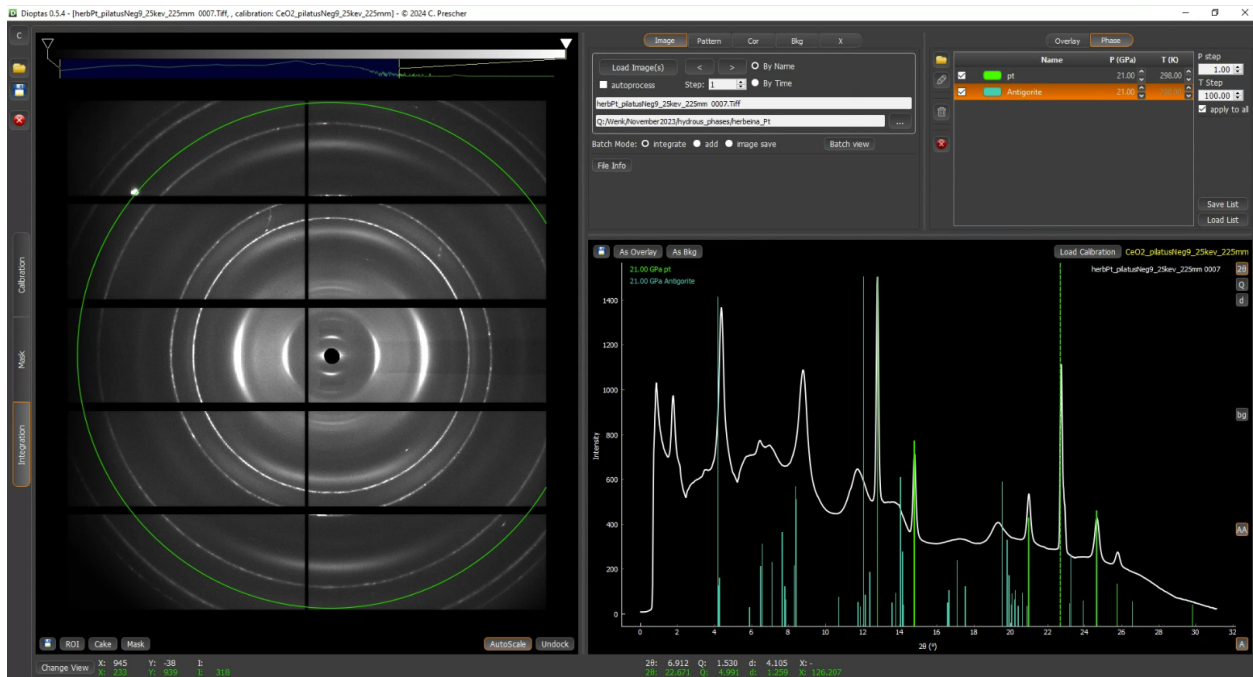 Dioptas 0.5.4 - [herbPt_pilatusNeg9_25kev_225mm 0007.Tiff, , calibration: CeO2_pilatusNeg9_25kev_225mm] - © 2024 C. Prescher
C
Calibration
Mask
Integration
ROI Cake Mask AutoScale Undock
Change View X: 945 Y: -38 I:
X: 233 Y: 939 I: 318
Image Pattern Cor Bkg X
Load Image(s) < > By Name
autoprocess Step: 1 By Time
herbPt_pilatusNeg9_25kev_225mm 0007.Tiff
Q:/Wenk/November2023/hydrous_phases/herbeina_Pt ...
Batch Mode: integrate add image save Batch view
File Info
Overlay Phase
Name P (GPa) T (K)
pt 21.00 298.00
Antigorite 21.00
P step
1.00
T Step
100.00
apply to all
Save List
Load List
As Overlay As Bkg Load Calibration CeO2_pilatusNeg9_25kev_225mm
21.00 GPa pt
21.00 GPa Antigorite
herbPt_pilatusNeg9_25kev_225mm 0007
2θ
Q
d
bg
AA
A
Intensity
1400
1200
1000
800
600
400
200
0
0 2 4 6 8 10 12 14 16 18 20 22 24 26 28 30 32
2θ (°)
2θ: 6.912 Q: 1.530 d: 4.105 X: -
2θ: 22.671 Q: 4.991 d: 1.259 X: 126.207